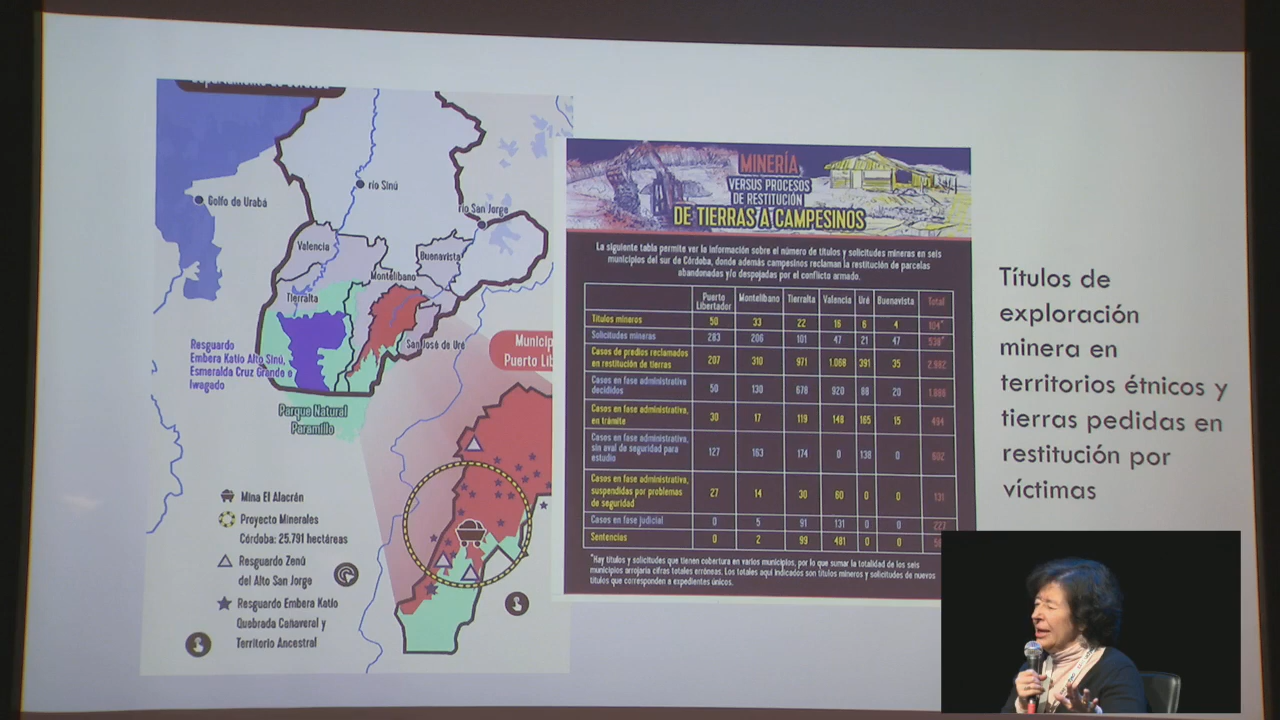 río Sinú
Golfo de Urabá
río San Jorge
Valencia
Buenavista
Montelíbano
Tierralta
San José de Uré
Resguardo
Embera Katío Alto Sinú,
Esmeralda Cruz Grande e
Iwagado
Parque Natural
Paramillo
Mina El Alacrán
Proyecto Minerales
Córdoba: 25.791 hectáreas
Resguardo Zenú
del Alto San Jorge
Resguardo Embera Katío
Quebrada Cañaveral y
Territorio Ancestral
MINERÍA
VERSUS PROCESOS
DE RESTITUCIÓN
DE TIERRAS A CAMPESINOS
La siguiente tabla permite ver la información sobre el número de títulos y solicitudes mineras en seis
municipios del sur de Córdoba, donde además campesinos reclaman la restitución de parcelas
abandonadas y/o despojadas por el conflicto armado.
Puerto Libertador Montelíbano Tierralta Valencia Uré Buenavista Total
Títulos mineros 50 33 22 16 6 4 104*
Solicitudes mineras 283 206 101 47 21 47 538*
Casos de predios reclamados
en restitución de tierras 207 310 971 1.068 391 35 2.982
Casos en fase administrativa
decididos 50 130 678 920 88 20 1.886
Casos en fase administrativa,
en trámite 30 17 119 148 165 15 494
Casos en fase administrativa,
sin aval de seguridad para
estudio 127 163 174 0 138 0 602
Casos en fase administrativa,
suspendidas por problemas
de seguridad 27 14 30 60 0 0 131
Casos en fase judicial 0 5 91 131 0 0 227
Sentencias 0 2 99 481 0 0
*Hay títulos y solicitudes que tienen cobertura en varios municipios, por lo que sumar la totalidad de los seis
municipios arrojaría cifras totales erróneas. Los totales aquí indicados son títulos mineros y solicitudes de nuevos
títulos que corresponden a expedientes únicos.
Títulos de
exploración
minera en
territorios étnicos y
tierras pedidas en
restitución por
víctimas